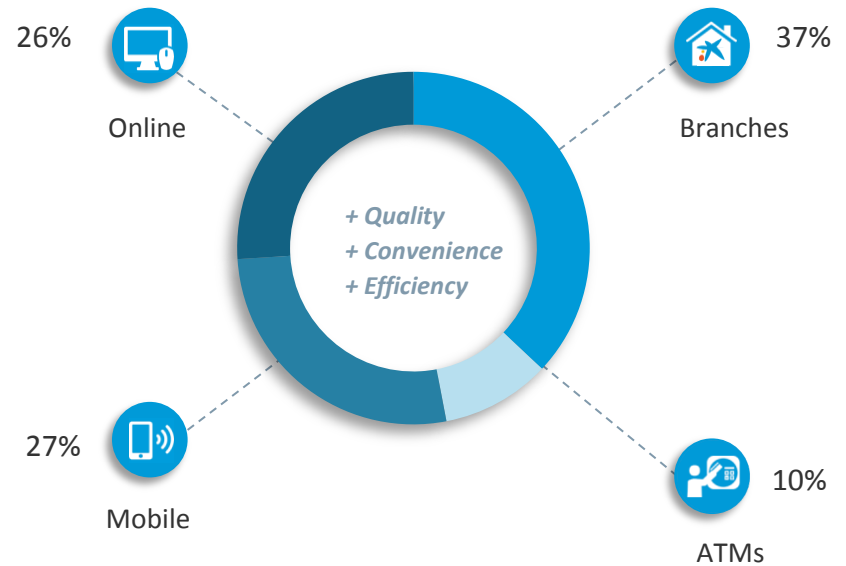 26%
37%
Online
Branches
+ Quality
+ Convenience
+ Efficiency
27%
10%
Mobile
ATMs